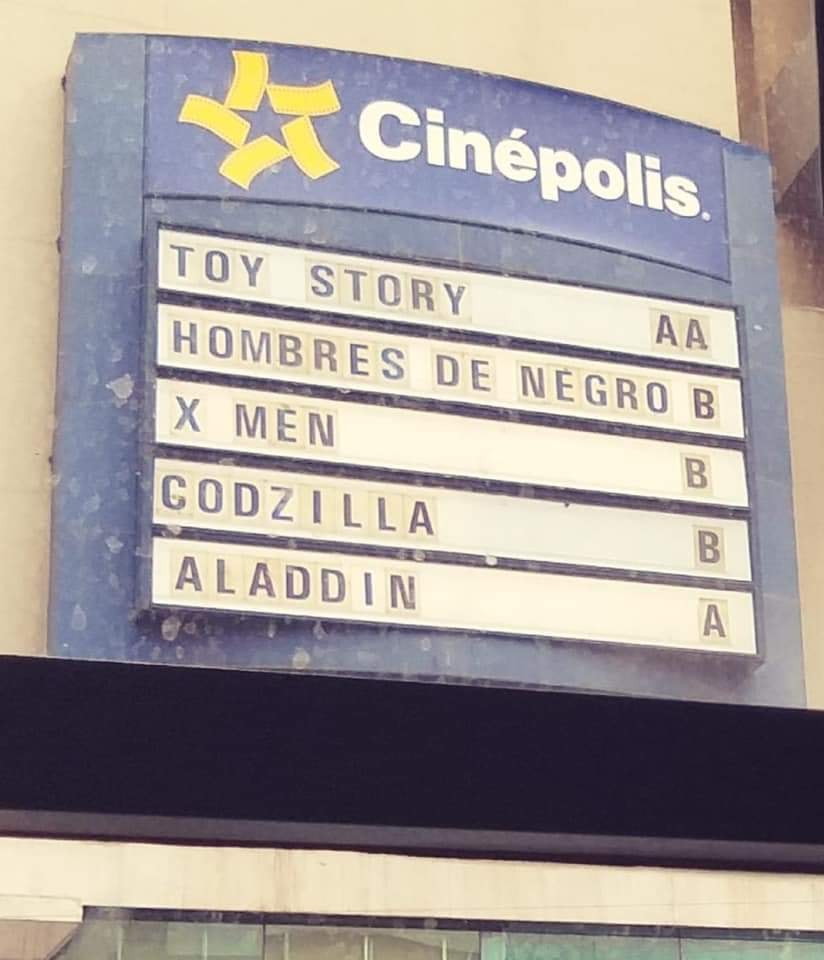 Cinépolis.
TOY STORY AA
HOMBRES DE NEGRO B
X MEN B
GODZILLA B
ALADDIN A